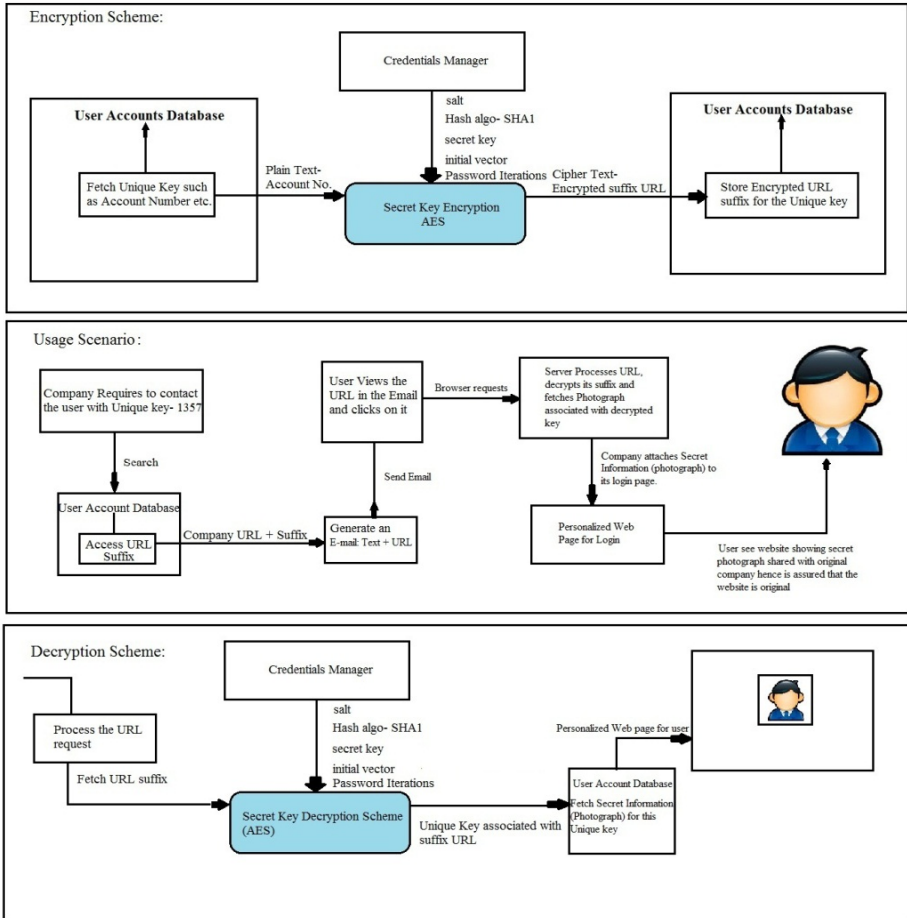 Encryption Scheme:
Credentials Manager
salt
Hash algo- SHA1
secret key
initial vector
Password Iterations
User Accounts Database
Fetch Unique Key such
as Account Number etc.
Plain Text-
Account No.
Secret Key Encryption
AES
Cipher Text-
Encrypted suffix URL
User Accounts Database
Store Encrypted URL
suffix for the Unique key
Usage Scenario:
Company Requires to contact
the user with Unique key- 1357
Search
User Account Database
Access URL
Suffix
Company URL + Suffix
Generate an
E-mail: Text + URL
Send Email
User Views the
URL in the Email
and clicks on it
Browser requests
Server Processes URL,
decrypts its suffix and
fetches Photograph
associated with decrypted
key
Company attaches Secret
Information (photograph) to
its login page.
Personalized Web
Page for Login
User see website showing secret
photograph shared with original
company hence is assured that the
website is original
Decryption Scheme:
Process the URL
request
Fetch URL suffix
Credentials Manager
salt
Hash algo- SHA1
secret key
initial vector
Password Iterations
Secret Key Decryption Scheme
(AES)
Unique Key associated with
suffix URL
User Account Database
Fetch Secret Information
(Photograph) for this
Unique key
Personalized Web page for user